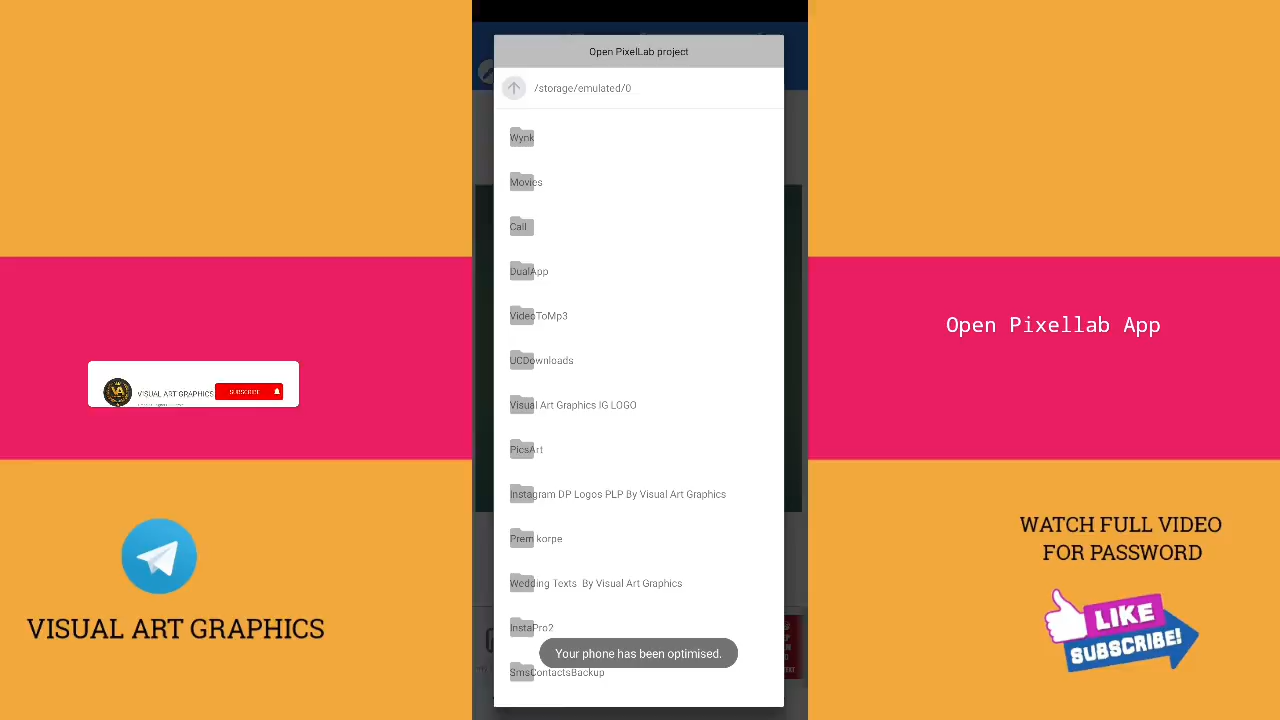 Open PixelLab project
/storage/emulated/0
Wynk
Movies
Call
DualApp
VideoToMp3
UCDownloads
Visual Art Graphics IG LOGO
PicsArt
Instagram DP Logos PLP By Visual Art Graphics
Prem korpe
Wedding Texts By Visual Art Graphics
InstaPro2
Your phone has been optimised.
SmsContactsBackup
VISUAL ART GRAPHICS
SUBSCRIBE
VISUAL ART GRAPHICS
Open Pixellab App
WATCH FULL VIDEO
FOR PASSWORD
LIKE
SUBSCRIBE!